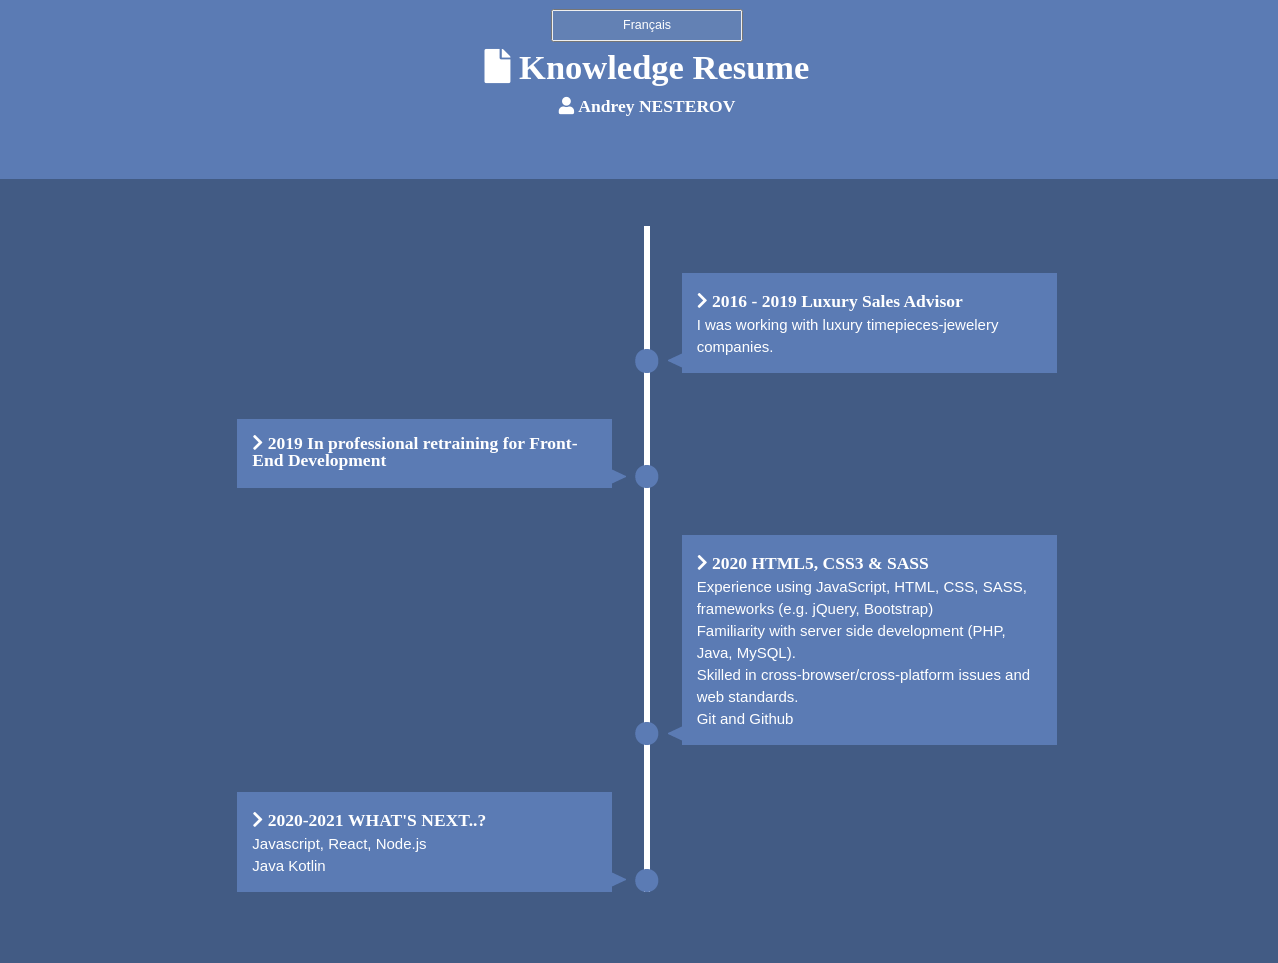 Français
Knowledge Resume
Andrey NESTEROV
2016 - 2019 Luxury Sales Advisor
I was working with luxury timepieces-jewelery
companies.
2019 In professional retraining for Front-
End Development
2020 HTML5, CSS3 & SASS
Experience using JavaScript, HTML, CSS, SASS,
frameworks (e.g. jQuery, Bootstrap)
Familiarity with server side development (PHP,
Java, MySQL).
Skilled in cross-browser/cross-platform issues and
web standards.
Git and Github
2020-2021 WHAT'S NEXT..?
Javascript, React, Node.js
Java Kotlin